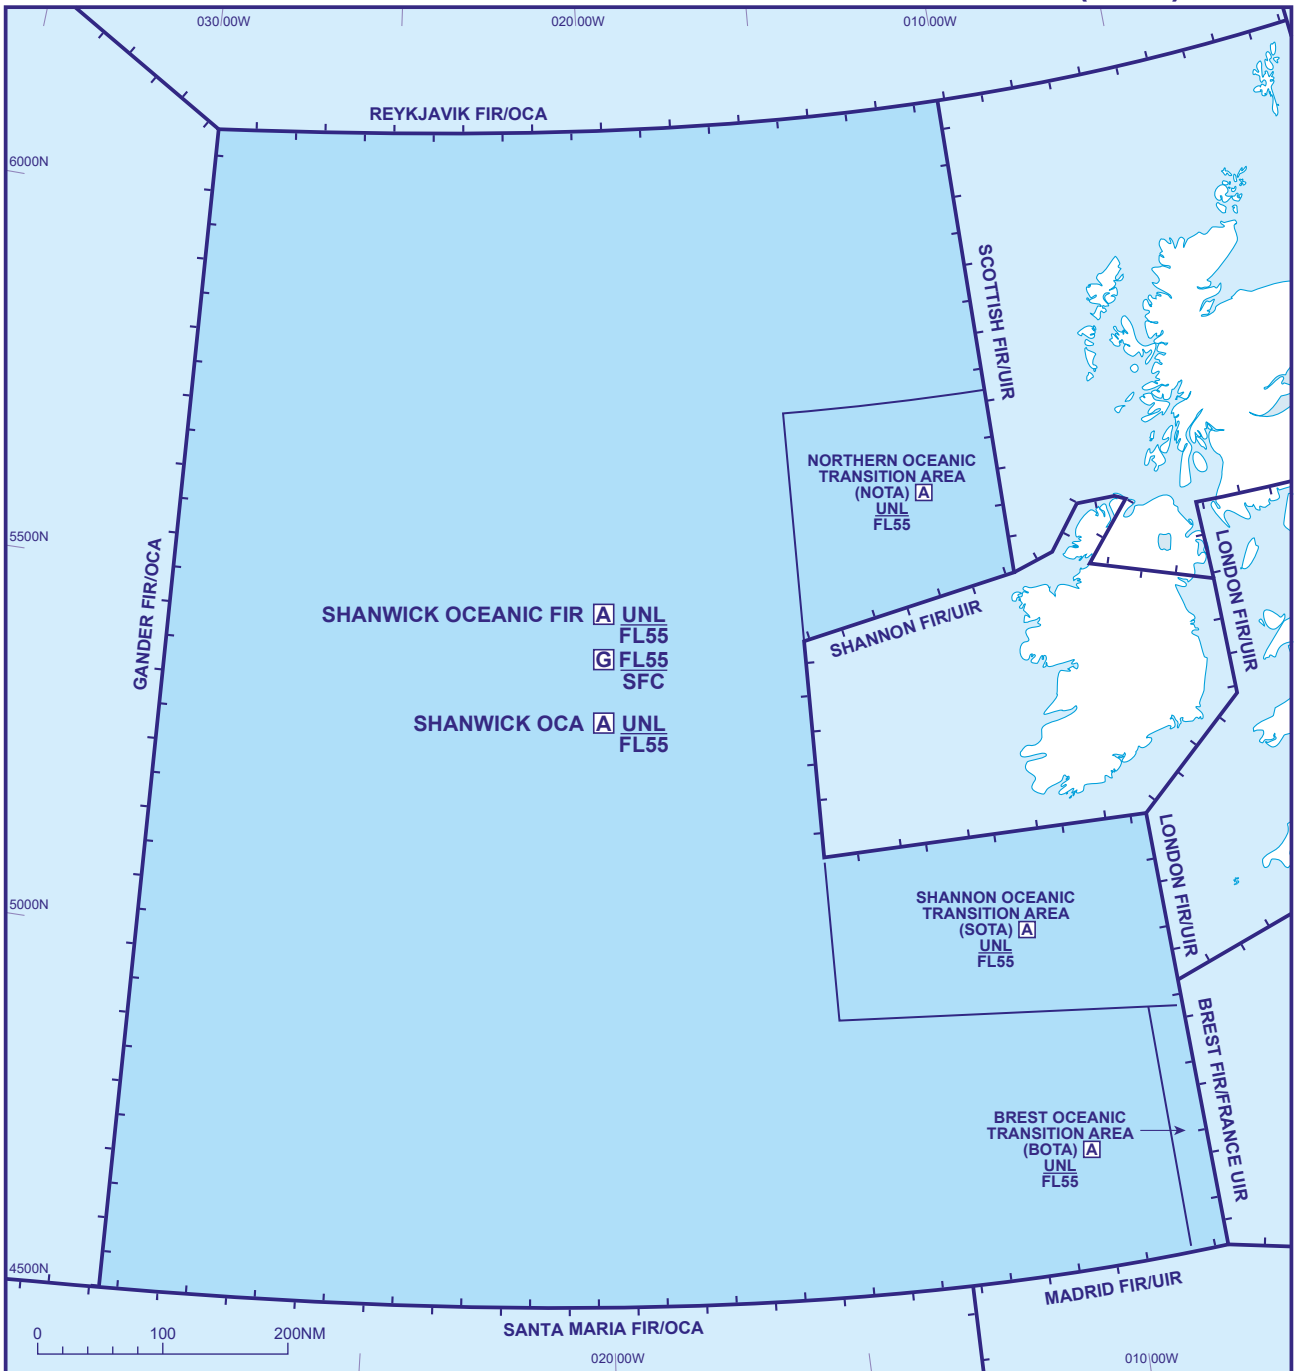 030 00W
020 00W
010 00W
REYKJAVIK FIR/OCA
6000N
SCOTTISH FIR/UIR
NORTHERN OCEANIC
TRANSITION AREA
(NOTA) A
UNL
FL55
5500N
GANDER FIR/OCA
LONDON FIR/UIR
SHANNON FIR/UIR
SHANWICK OCEANIC FIR A UNL
FL55
G FL55
SFC
SHANWICK OCA A UNL
FL55
LONDON FIR/UIR
5000N
SHANNON OCEANIC
TRANSITION AREA
(SOTA) A
UNL
FL55
BREST FIR/FRANCE UIR
BREST OCEANIC
TRANSITION AREA
(BOTA) A
UNL
FL55
4500N
MADRID FIR/UIR
SANTA MARIA FIR/OCA
0 100 200NM
020 00W
010 00W